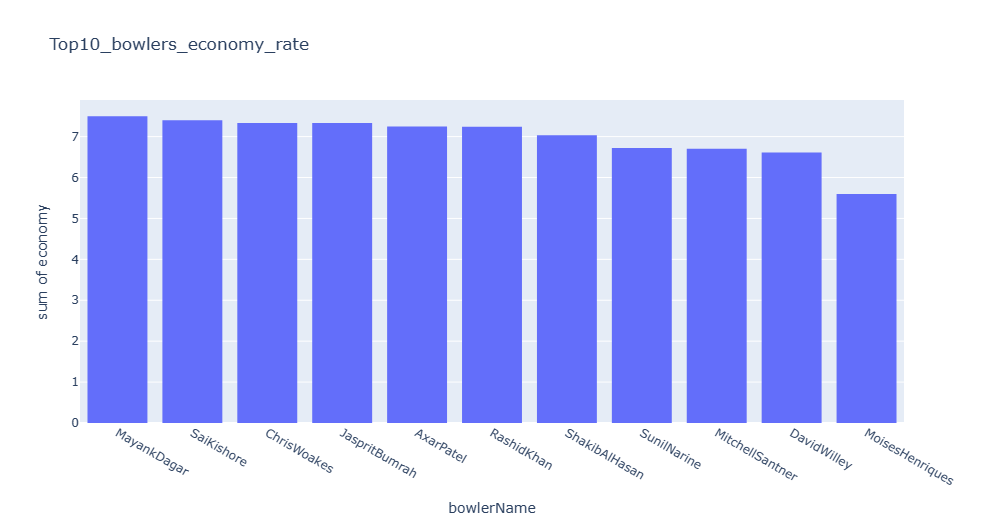 Top10_bowlers_economy_rate
sum of economy
7
6
5
4
3
2
1
0
MayankDagar
SaiKishore
ChrisWoakes
JaspritBumrah
AxarPatel
RashidKhan
ShakibAlHasan
SunilNarine
MitchellSantner
DavidWilley
MoisesHenriques
bowlerName